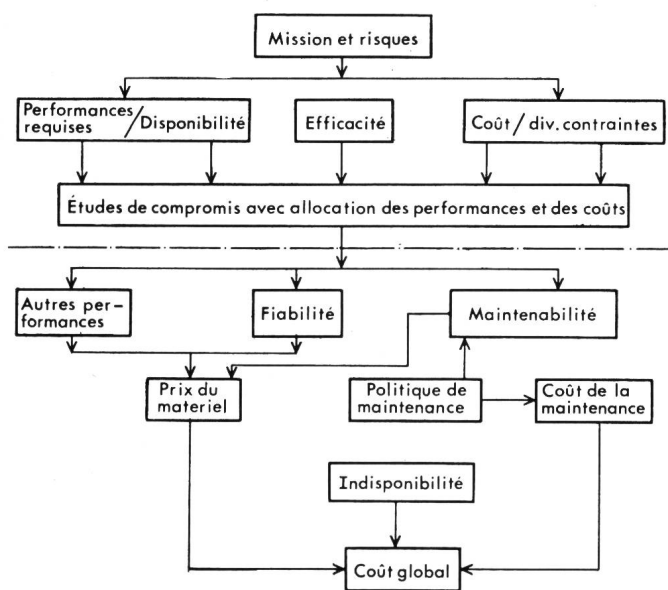 Mission et risques
Performances
requises / Disponibilité
Efficacité
Coût / div. contraintes
Études de compromis avec allocation des performances et des coûts
Autres per-
formances
Fiabilité
Maintenabilité
Prix du
materiel
Politique de
maintenance
Coût de la
maintenance
Indisponibilité
Coût global